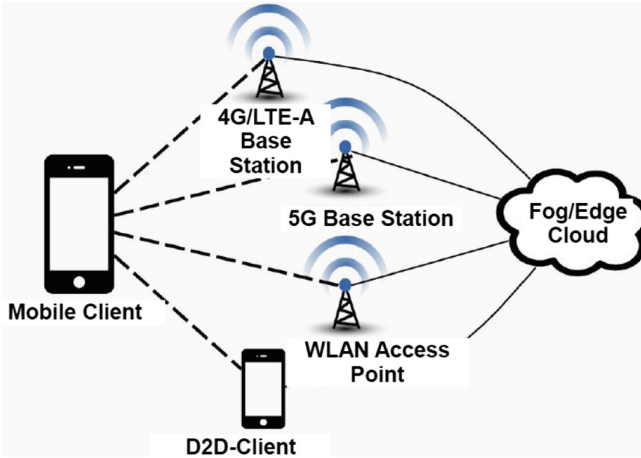 4G/LTE-A
Base
Station
5G Base Station
Fog/Edge
Cloud
Mobile Client
WLAN Access
Point
D2D-Client